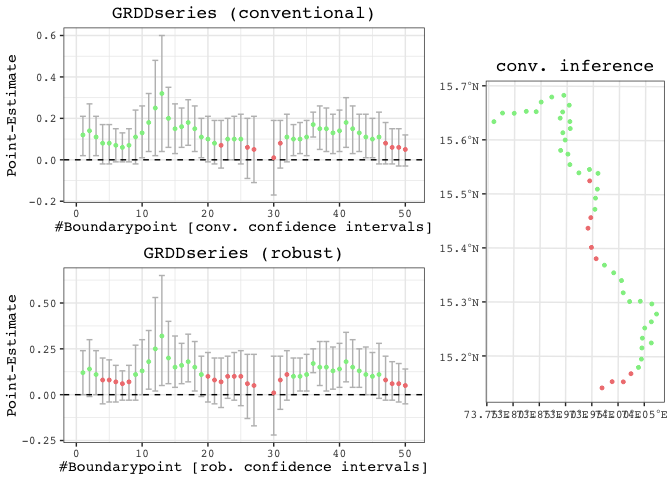 GRDDseries (conventional)
Point-Estimate
0.6
0.4
0.2
0.0
-0.2
0 10 20 30 40 50
#Boundarypoint [conv. confidence intervals]
GRDDseries (robust)
Point-Estimate
0.50
0.25
0.00
-0.25
0 10 20 30 40 50
#Boundarypoint [rob. confidence intervals]
conv. inference
15.7°N
15.6°N
15.5°N
15.4°N
15.3°N
15.2°N